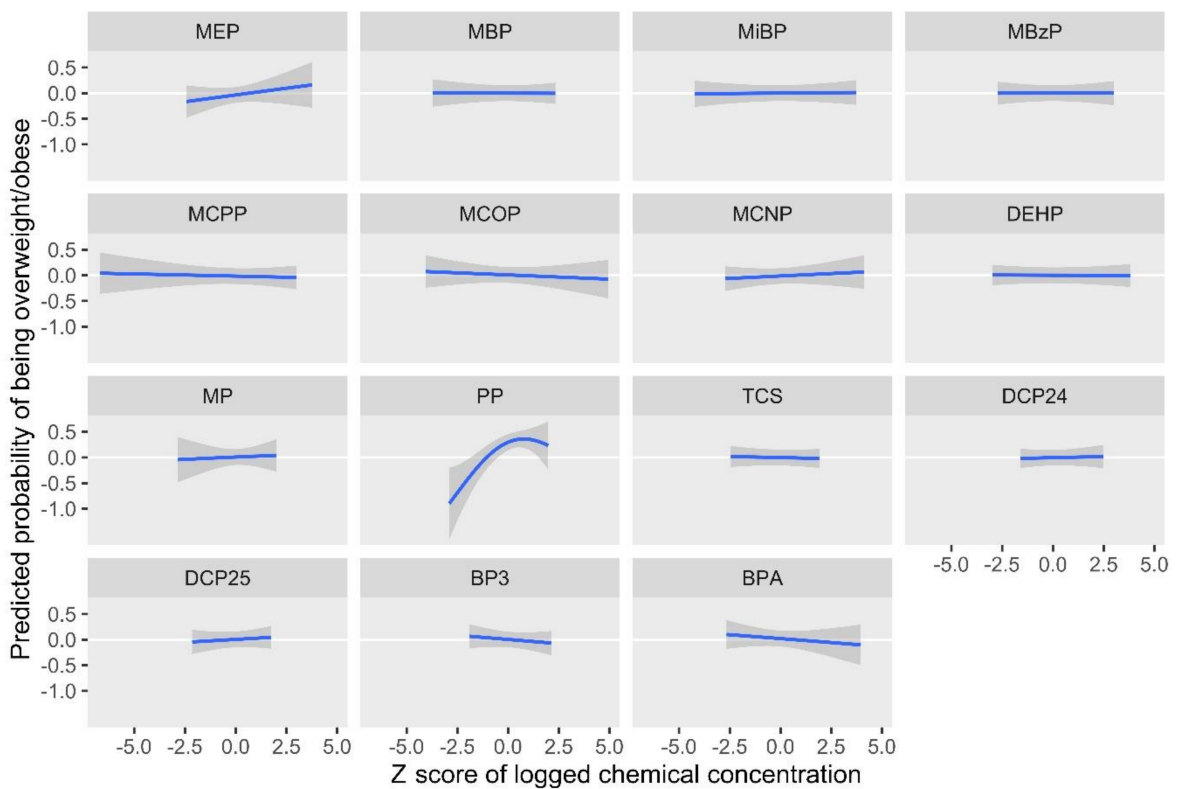 MEP MBP MiBP MBzP
0.5
0.0
-0.5
-1.0
MCPP MCOP MCNP DEHP
0.5
0.0
-0.5
-1.0
MP PP TCS DCP24
0.5
0.0
-0.5
-1.0
-5.0 -2.5 0.0 2.5 5.0
DCP25 BP3 BPA
0.5
0.0
-0.5
-1.0
-5.0 -2.5 0.0 2.5 5.0 -5.0 -2.5 0.0 2.5 5.0 -5.0 -2.5 0.0 2.5 5.0
Z score of logged chemical concentration
Predicted probability of being overweight/obese